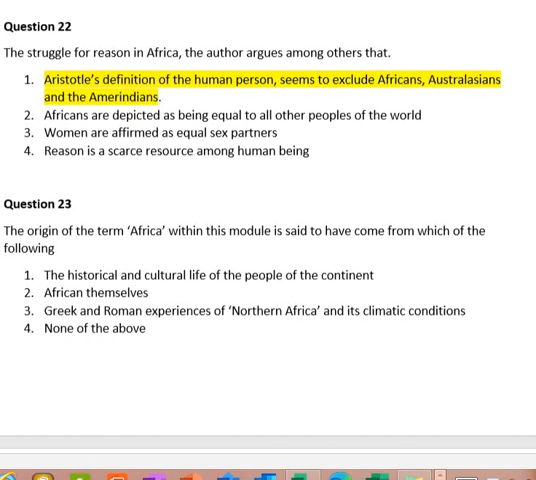 Question 22
The struggle for reason in Africa, the author argues among others that.
1. Aristotle's definition of the human person, seems to exclude Africans, Australasians
and the Amerindians.
2. Africans are depicted as being equal to all other peoples of the world
3. Women are affirmed as equal sex partners
4. Reason is a scarce resource among human being
Question 23
The origin of the term 'Africa' within this module is said to have come from which of the
following
1. The historical and cultural life of the people of the continent
2. African themselves
3. Greek and Roman experiences of 'Northern Africa' and its climatic conditions
4. None of the above